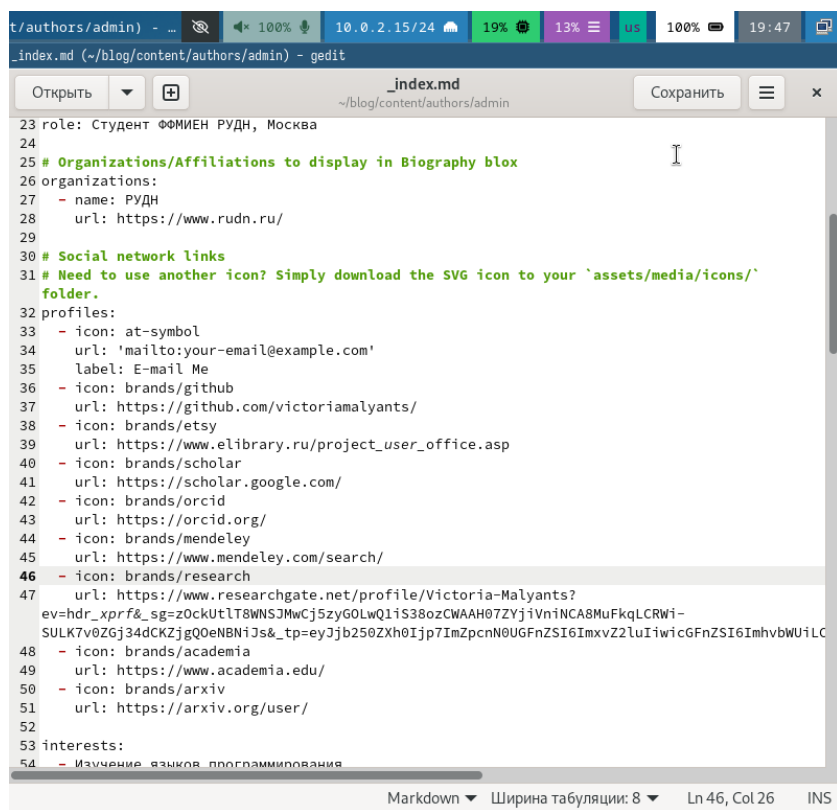 t/authors/admin) - … 100% 10.0.2.15/24 19% 13% us 100% 19:47
_index.md (~/blog/content/authors/admin) – gedit
Открыть _index.md Сохранить
~/blog/content/authors/admin
23 role: Студент ФФМИЕН РУДН, Москва
24
25 # Organizations/Affiliations to display in Biography blox
26 organizations:
27 - name: РУДН
28 url: https://www.rudn.ru/
29
30 # Social network links
31 # Need to use another icon? Simply download the SVG icon to your `assets/media/icons/`
folder.
32 profiles:
33 - icon: at-symbol
34 url: 'mailto:your-email@example.com'
35 label: E-mail Me
36 - icon: brands/github
37 url: https://github.com/victoriamalyants/
38 - icon: brands/etsy
39 url: https://www.elibrary.ru/project_user_office.asp
40 - icon: brands/scholar
41 url: https://scholar.google.com/
42 - icon: brands/orcid
43 url: https://orcid.org/
44 - icon: brands/mendeley
45 url: https://www.mendeley.com/search/
46 - icon: brands/research
47 url: https://www.researchgate.net/profile/Victoria-Malyants?
ev=hdr_xprf&_sg=zOckUtlT8WNSJMwCj5zyGOLwQ1iS38ozCWAAH07ZYjiVniNCA8MuFkqLCRWi-
SULK7v0ZGj34dCKZjgQOeNBNiJs&_tp=eyJjb250ZXh0Ijp7ImZpcnN0UGFnZSI6ImxvZ2luIiwicGFnZSI6ImhvbWUiLC
48 - icon: brands/academia
49 url: https://www.academia.edu/
50 - icon: brands/arxiv
51 url: https://arxiv.org/user/
52
53 interests:
54 - Изучение языков программирования
Markdown Ширина табуляции: 8 Ln 46, Col 26 INS